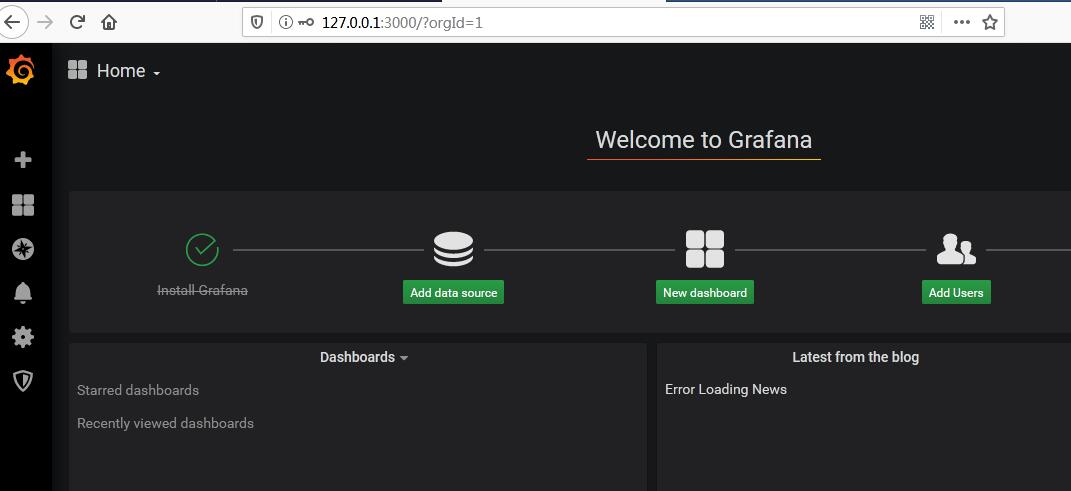 127.0.0.1:3000/?orgId=1
Home
Welcome to Grafana
Install Grafana
Add data source
New dashboard
Add Users
Dashboards
Starred dashboards
Recently viewed dashboards
Latest from the blog
Error Loading News